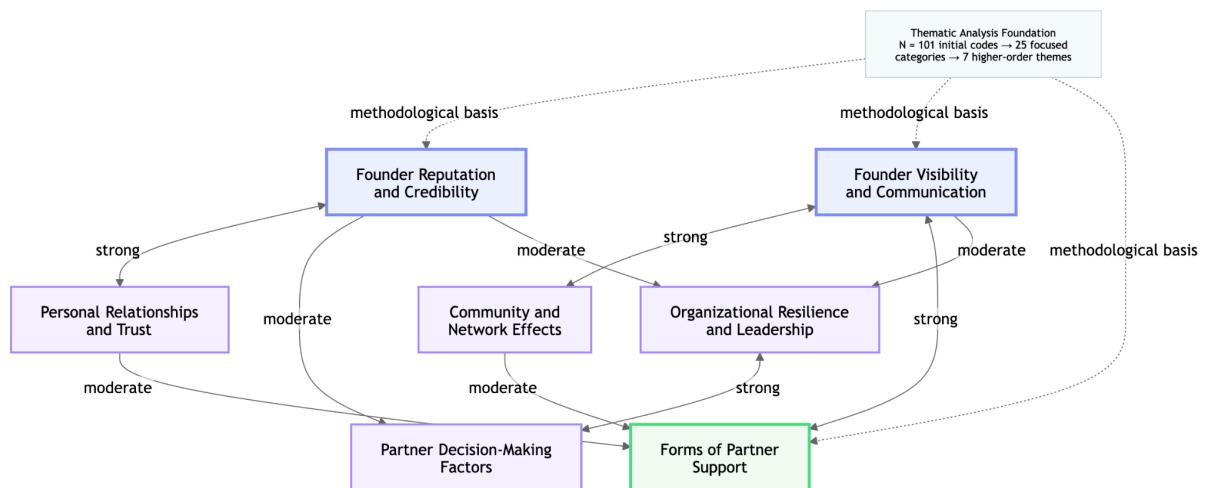 Thematic Analysis Foundation
N = 101 initial codes → 25 focused
categories → 7 higher-order themes
methodological basis
methodological basis
Founder Reputation
and Credibility
Founder Visibility
and Communication
strong
moderate
strong
moderate
methodological basis
Personal Relationships
and Trust
moderate
Community and
Network Effects
Organizational Resilience
and Leadership
strong
moderate
moderate
strong
Partner Decision-Making
Factors
Forms of Partner
Support